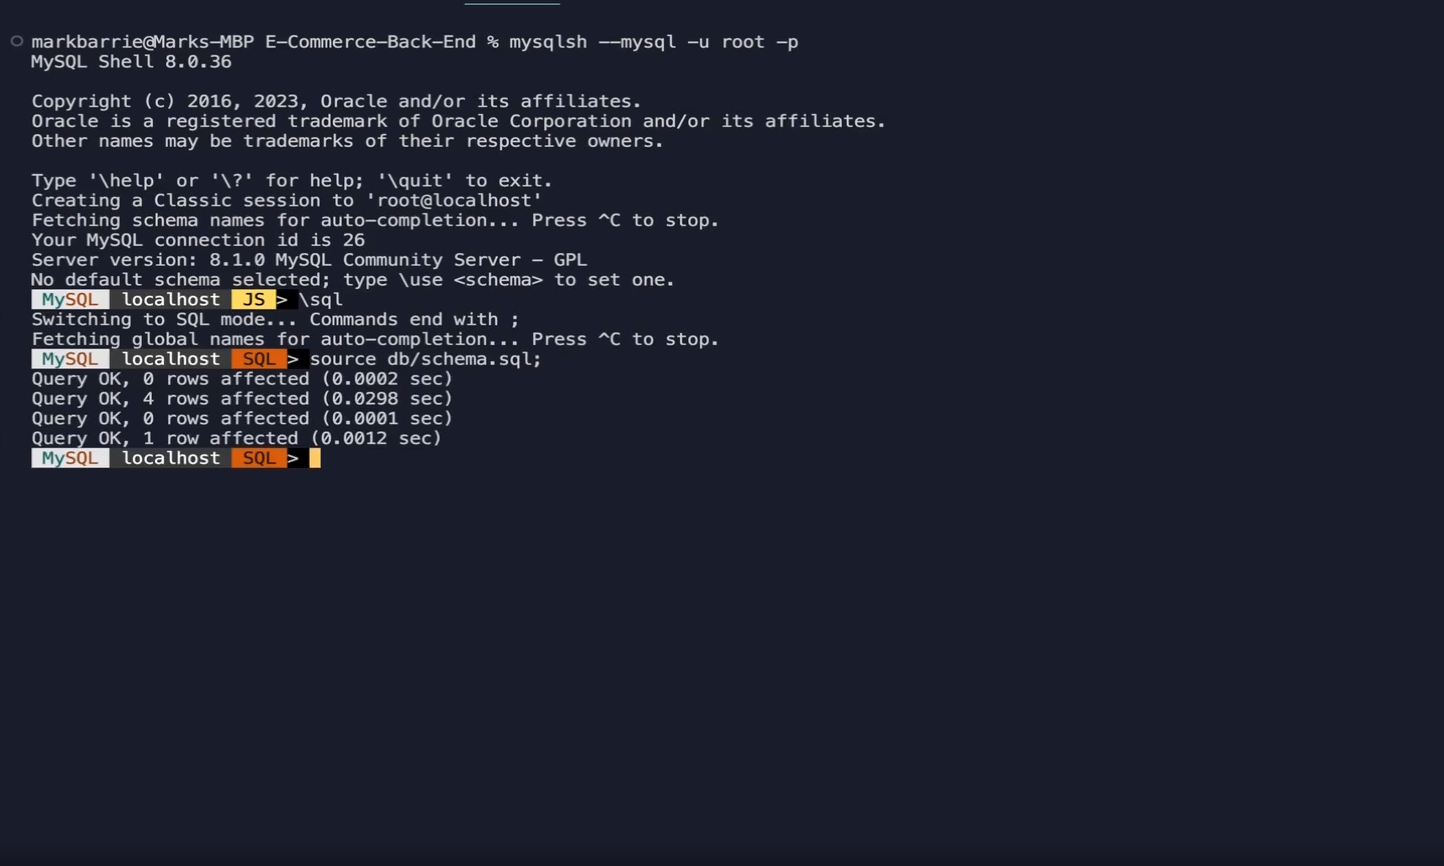 markbarrie@Marks-MBP E-Commerce-Back-End % mysqlsh --mysql -u root -p
MySQL Shell 8.0.36
Copyright (c) 2016, 2023, Oracle and/or its affiliates.
Oracle is a registered trademark of Oracle Corporation and/or its affiliates.
Other names may be trademarks of their respective owners.
Type '\help' or '\?' for help; '\quit' to exit.
Creating a Classic session to 'root@localhost'
Fetching schema names for auto-completion... Press ^C to stop.
Your MySQL connection id is 26
Server version: 8.1.0 MySQL Community Server - GPL
No default schema selected; type \use <schema> to set one.
MySQL localhost JS > \sql
Switching to SQL mode... Commands end with ;
Fetching global names for auto-completion... Press ^C to stop.
MySQL localhost SQL > source db/schema.sql;
Query OK, 0 rows affected (0.0002 sec)
Query OK, 4 rows affected (0.0298 sec)
Query OK, 0 rows affected (0.0001 sec)
Query OK, 1 row affected (0.0012 sec)
MySQL localhost SQL >